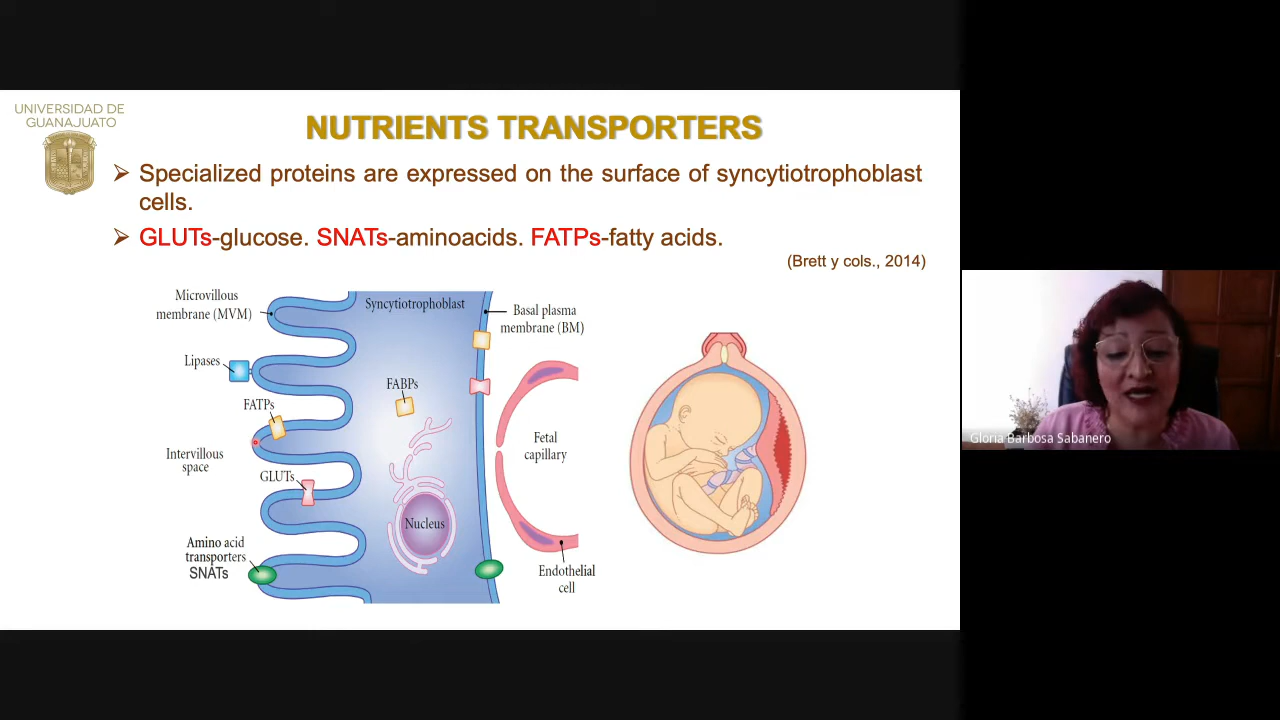 UNIVERSIDAD DE
GUANAJUATO
NUTRIENTS TRANSPORTERS
➢ Specialized proteins are expressed on the surface of syncytiotrophoblast
cells.
➢ GLUTs-glucose. SNATs-aminoacids. FATPs-fatty acids.
(Brett y cols., 2014)
Microvillous
membrane (MVM)
Syncytiotrophoblast
Basal plasma
membrane (BM)
Lipases
FABPs
FATPs
Fetal
capillary
Intervillous
space
GLUTs
Nucleus
Amino acid
transporters
SNATs
Endothelial
cell
Gloria Barbosa Sabanero